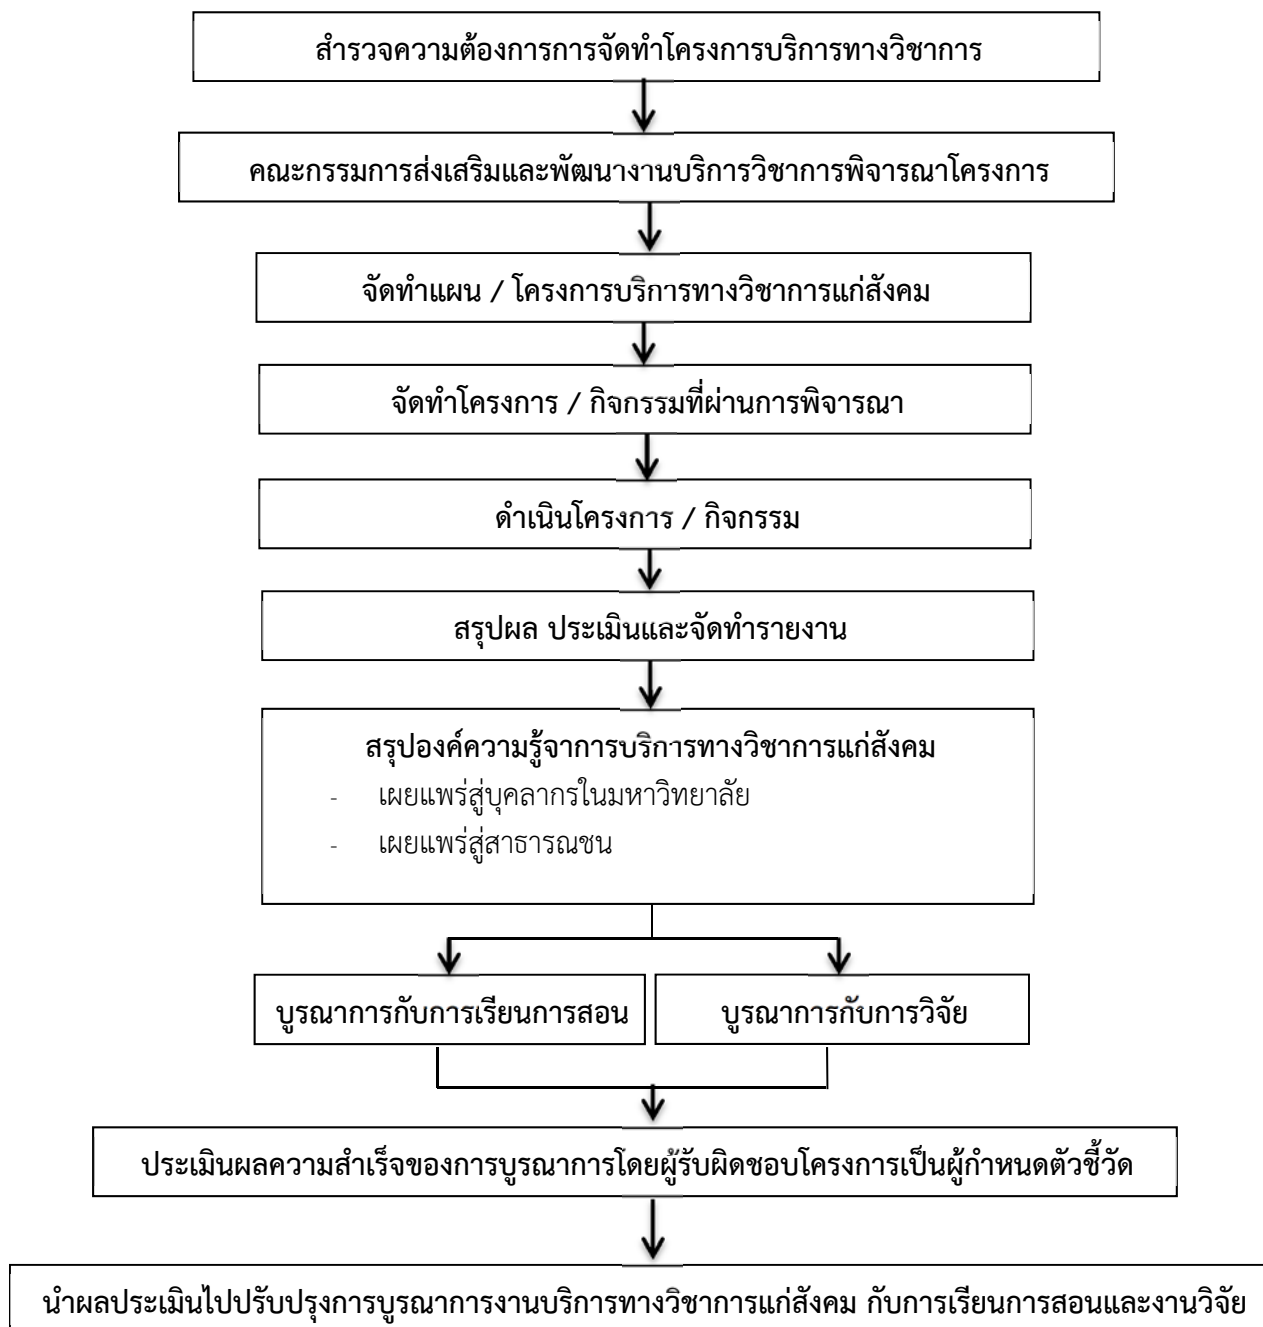 สำรวจความต้องการการจัดทำโครงการบริการทางวิชาการ
คณะกรรมการส่งเสริมและพัฒนางานบริการวิชาการพิจารณาโครงการ
จัดทำแผน / โครงการบริการทางวิชาการแก่สังคม
จัดทำโครงการ / กิจกรรมที่ผ่านการพิจารณา
ดำเนินโครงการ / กิจกรรม
สรุปผล ประเมินและจัดทำรายงาน
สรุปองค์ความรู้จาการบริการทางวิชาการแก่สังคม
- เผยแพร่สู่บุคลากรในมหาวิทยาลัย
- เผยแพร่สู่สาธารณชน
บูรณาการกับการเรียนการสอน
บูรณาการกับการวิจัย
ประเมินผลความสำเร็จของการบูรณาการโดยผู้รับผิดชอบโครงการเป็นผู้กำหนดตัวชี้วัด
นำผลประเมินไปปรับปรุงการบูรณาการงานบริการทางวิชาการแก่สังคม กับการเรียนการสอนและงานวิจัย